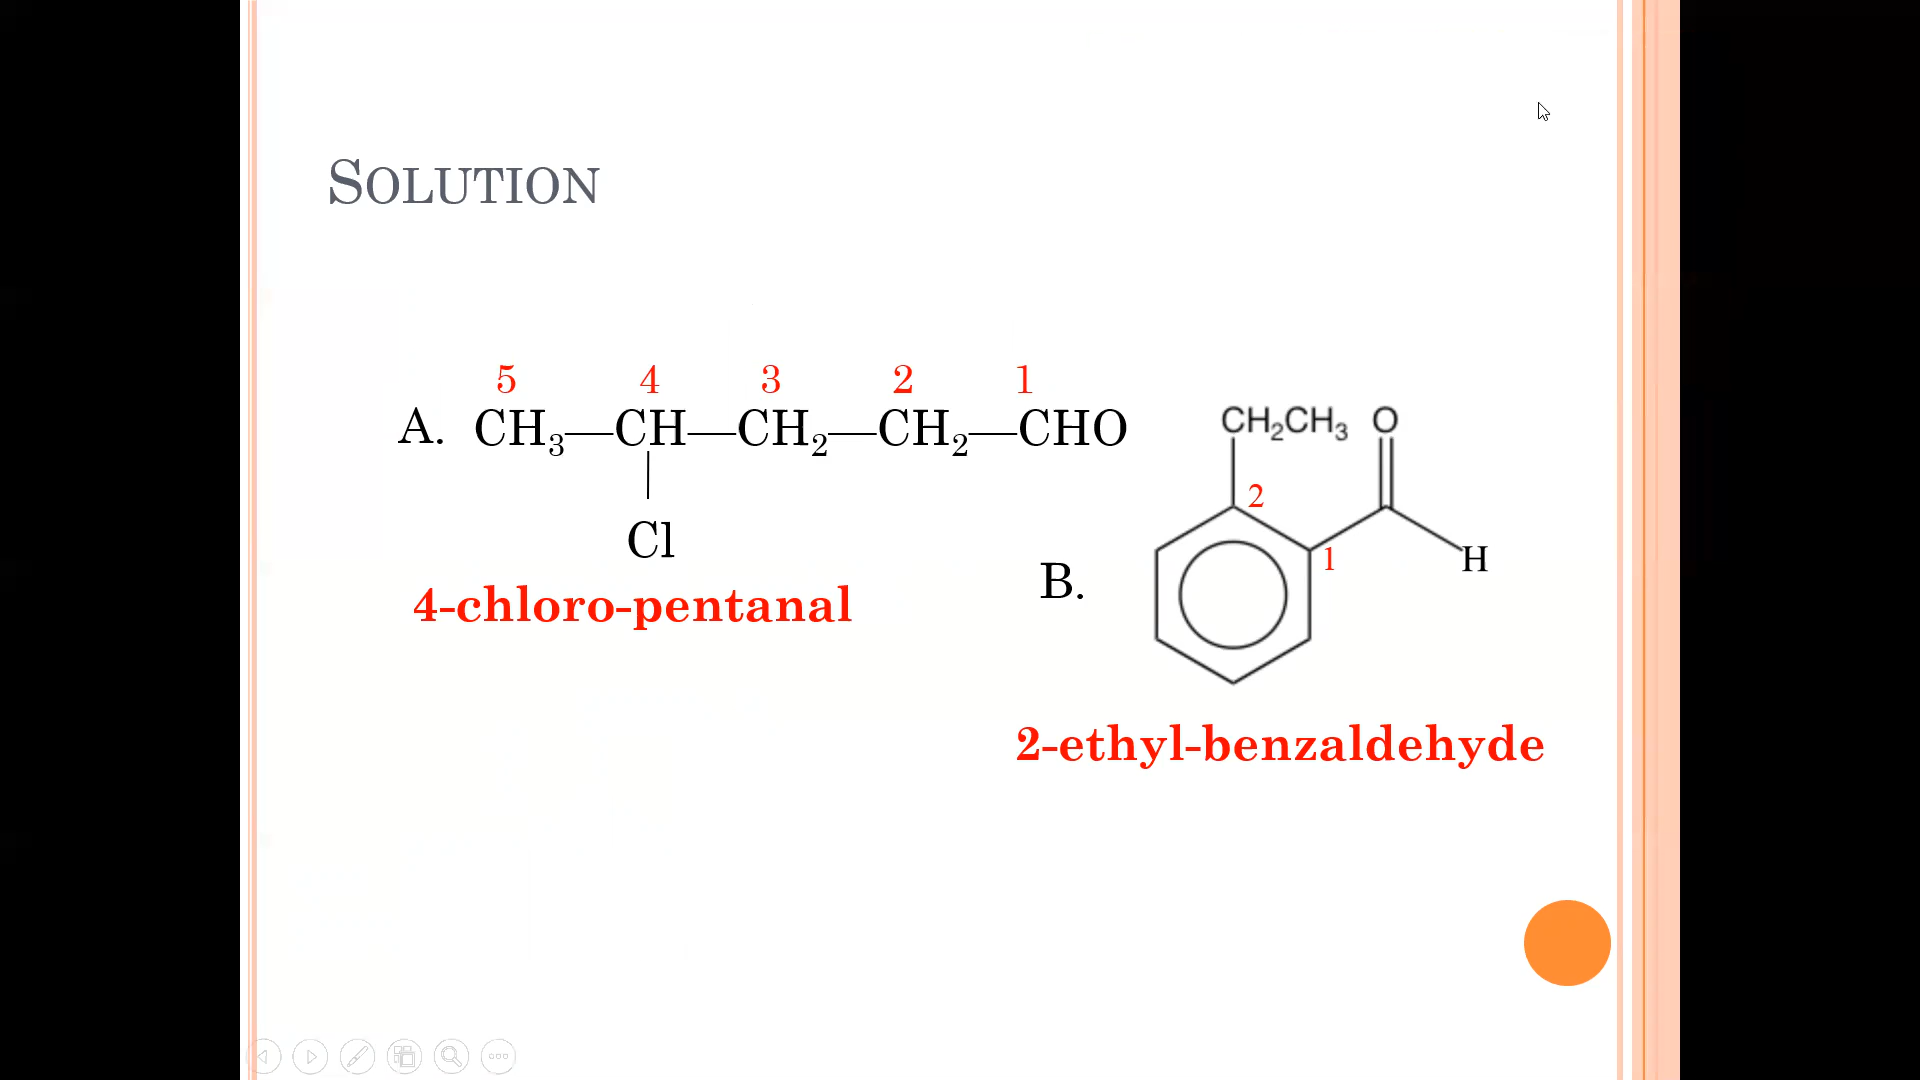 SOLUTION
5 4 3 2 1
A. CH₃—CH—CH₂—CH₂—CHO
Cl
4-chloro-pentanal
CH₂CH₃ O
2
1
H
B.
2-ethyl-benzaldehyde